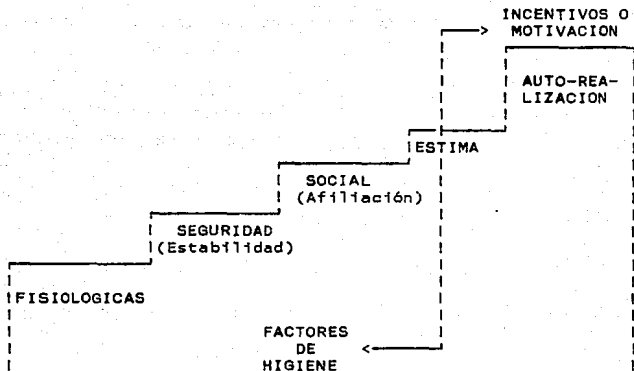 INCENTIVOS O
MOTIVACION
AUTO-REA-
LIZACION
ESTIMA
SOCIAL
(Afiliación)
SEGURIDAD
(Estabilidad)
FISIOLOGICAS
FACTORES
DE
HIGIENE